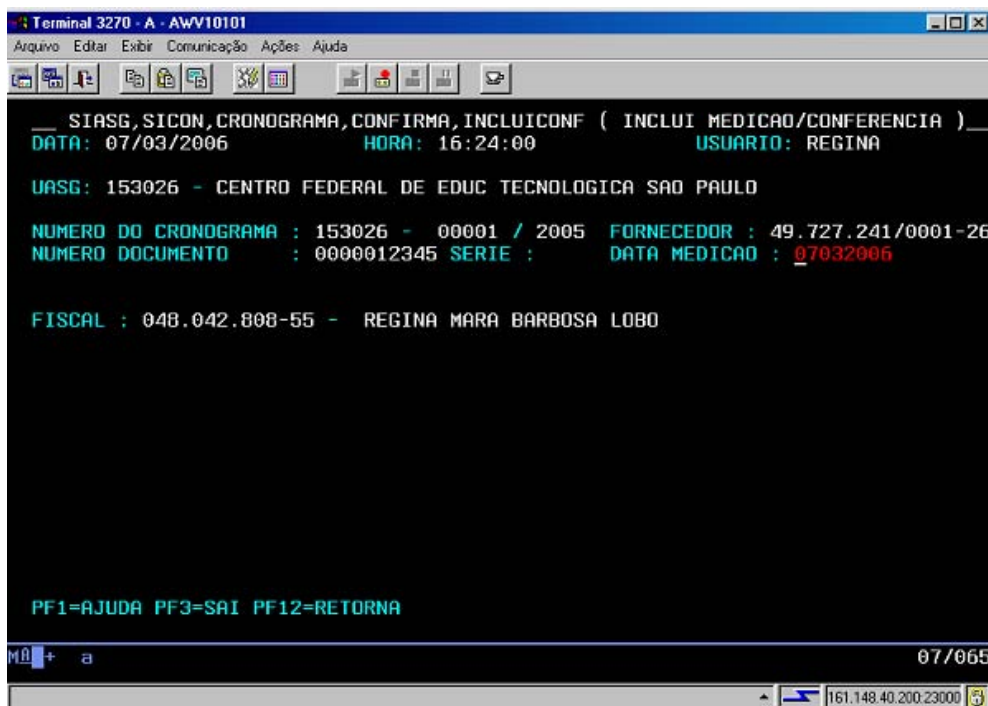 Terminal 3270 - A - AWV10101
Arquivo Editar Exibir Comunicação Ações Ajuda
__ SIASG,SICON,CRONOGRAMA,CONFIRMA,INCLUICONF ( INCLUI MEDICAO/CONFERENCIA )__
DATA: 07/03/2006 HORA: 16:24:00 USUARIO: REGINA
UASG: 153026 - CENTRO FEDERAL DE EDUC TECNOLOGICA SAO PAULO
NUMERO DO CRONOGRAMA : 153026 - 00001 / 2005 FORNECEDOR : 49.727.241/0001-26
NUMERO DOCUMENTO : 0000012345 SERIE : DATA MEDICAO : 07032006
FISCAL : 048.042.808-55 - REGINA MARA BARBOSA LOBO
PF1=AJUDA PF3=SAI PF12=RETORNA
MA + a 07/065
161.148.40.200:23000